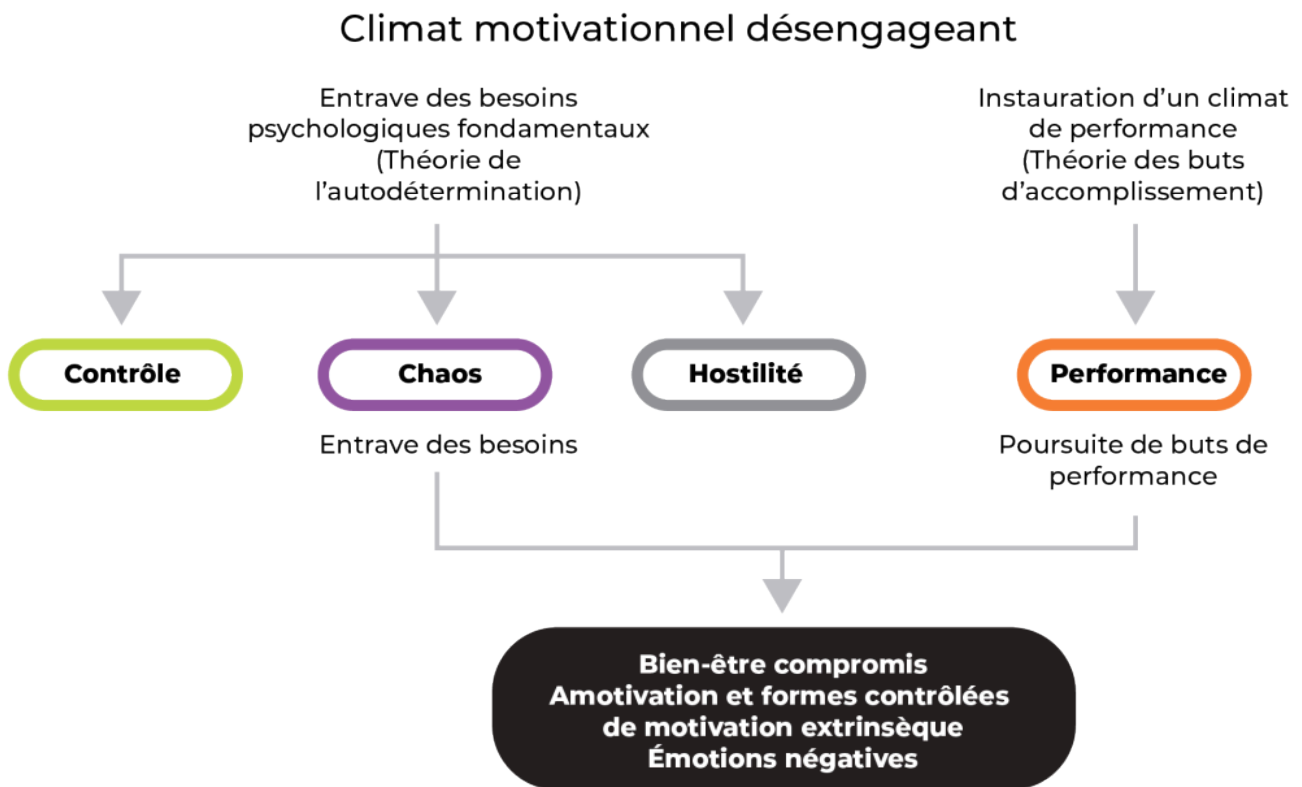 Climat motivationnel désengageant
Entrave des besoins
psychologiques fondamentaux
(Théorie de
l'autodétermination)
Instauration d'un climat
de performance
(Théorie des buts
d'accomplissement)
Contrôle
Chaos
Hostilité
Performance
Entrave des besoins
Poursuite de buts de
performance
Bien-être compromis
Amotivation et formes contrôlées
de motivation extrinsèque
Émotions négatives